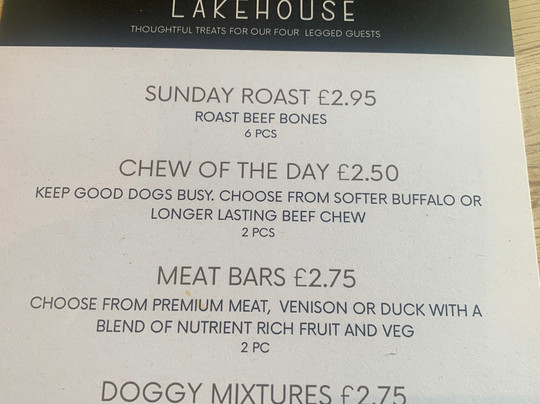 LAKEHOUSE
THOUGHTFUL TREATS FOR OUR FOUR LEGGED GUESTS
SUNDAY ROAST £2.95
ROAST BEEF BONES
6 PCS
CHEW OF THE DAY £2.50
KEEP GOOD DOGS BUSY. CHOOSE FROM SOFTER BUFFALO OR
LONGER LASTING BEEF CHEW
2 PCS
MEAT BARS £2.75
CHOOSE FROM PREMIUM MEAT, VENISON OR DUCK WITH A
BLEND OF NUTRIENT RICH FRUIT AND VEG
2 PC
DOGGY MIXTURES £2.75